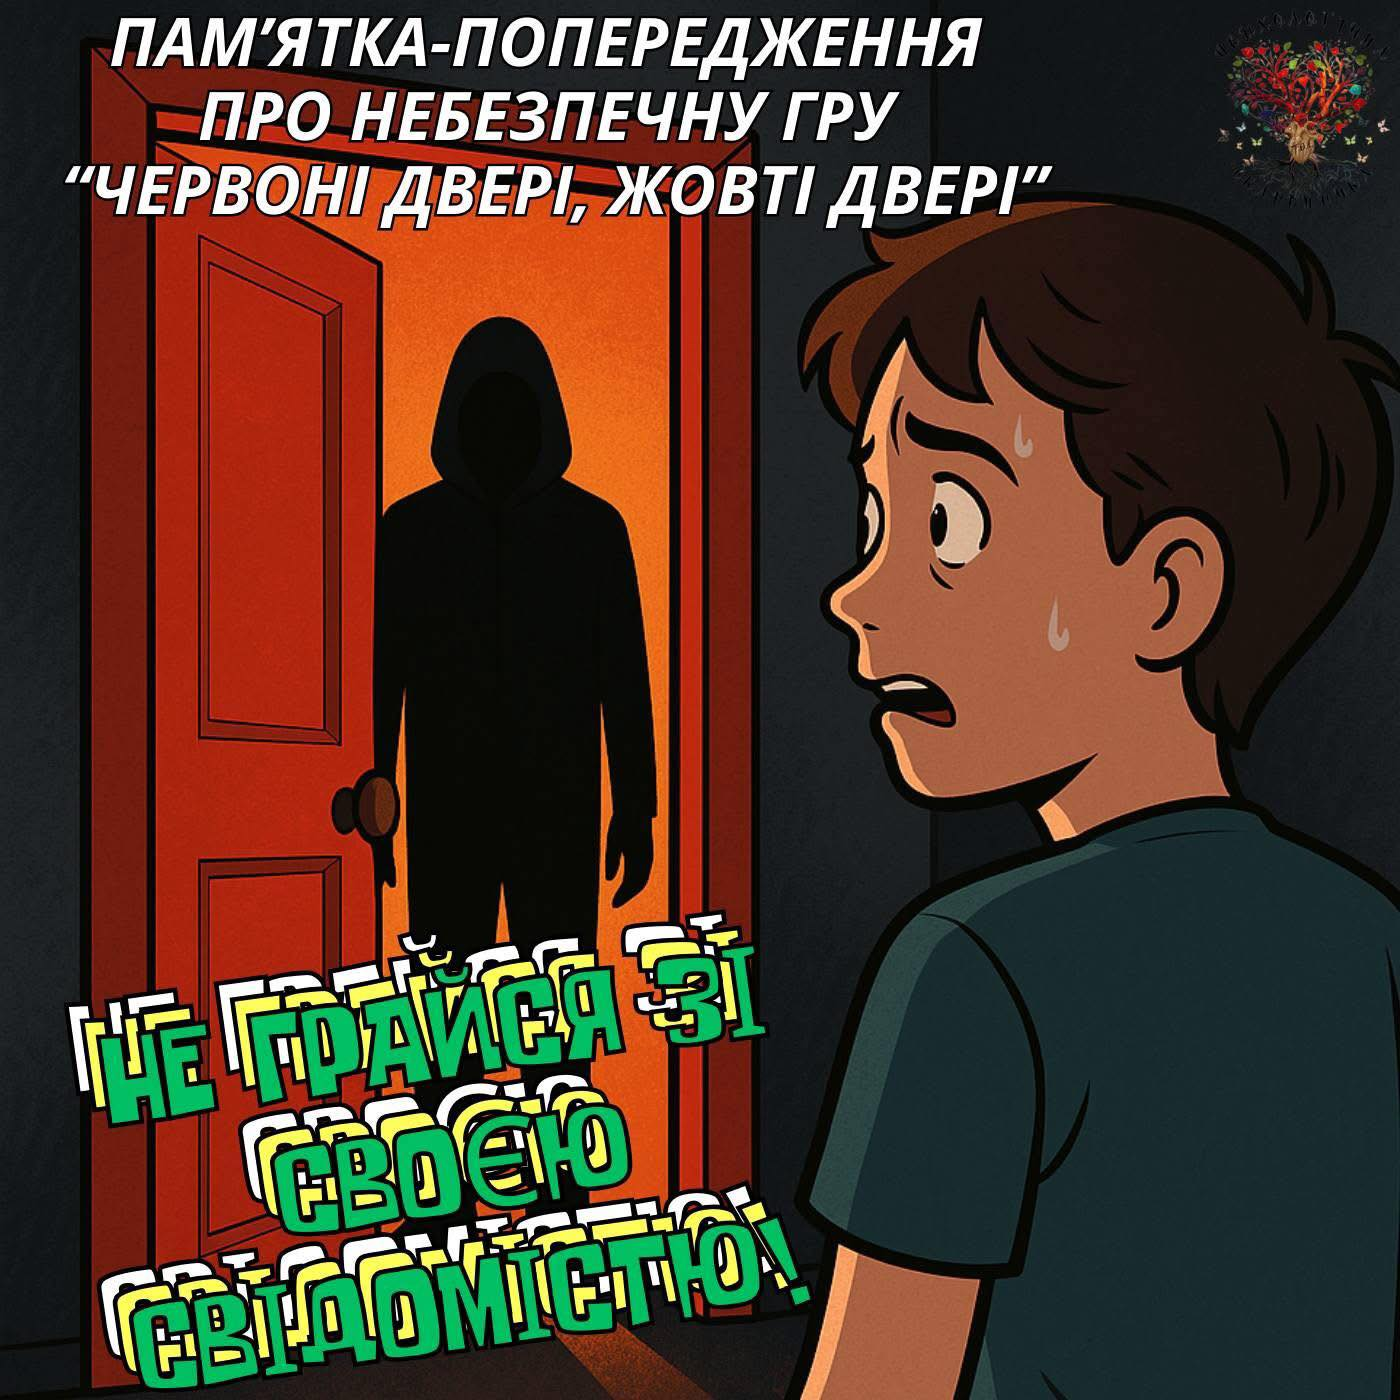 ПАМ’ЯТКА-ПОПЕРЕДЖЕННЯ
ПРО НЕБЕЗПЕЧНУ ГРУ
“ЧЕРВОНІ ДВЕРІ, ЖОВТІ ДВЕРІ”
НЕ ГРАЙСЯ ЗІ
СВОЄЮ
СВІДОМІСТЮ!